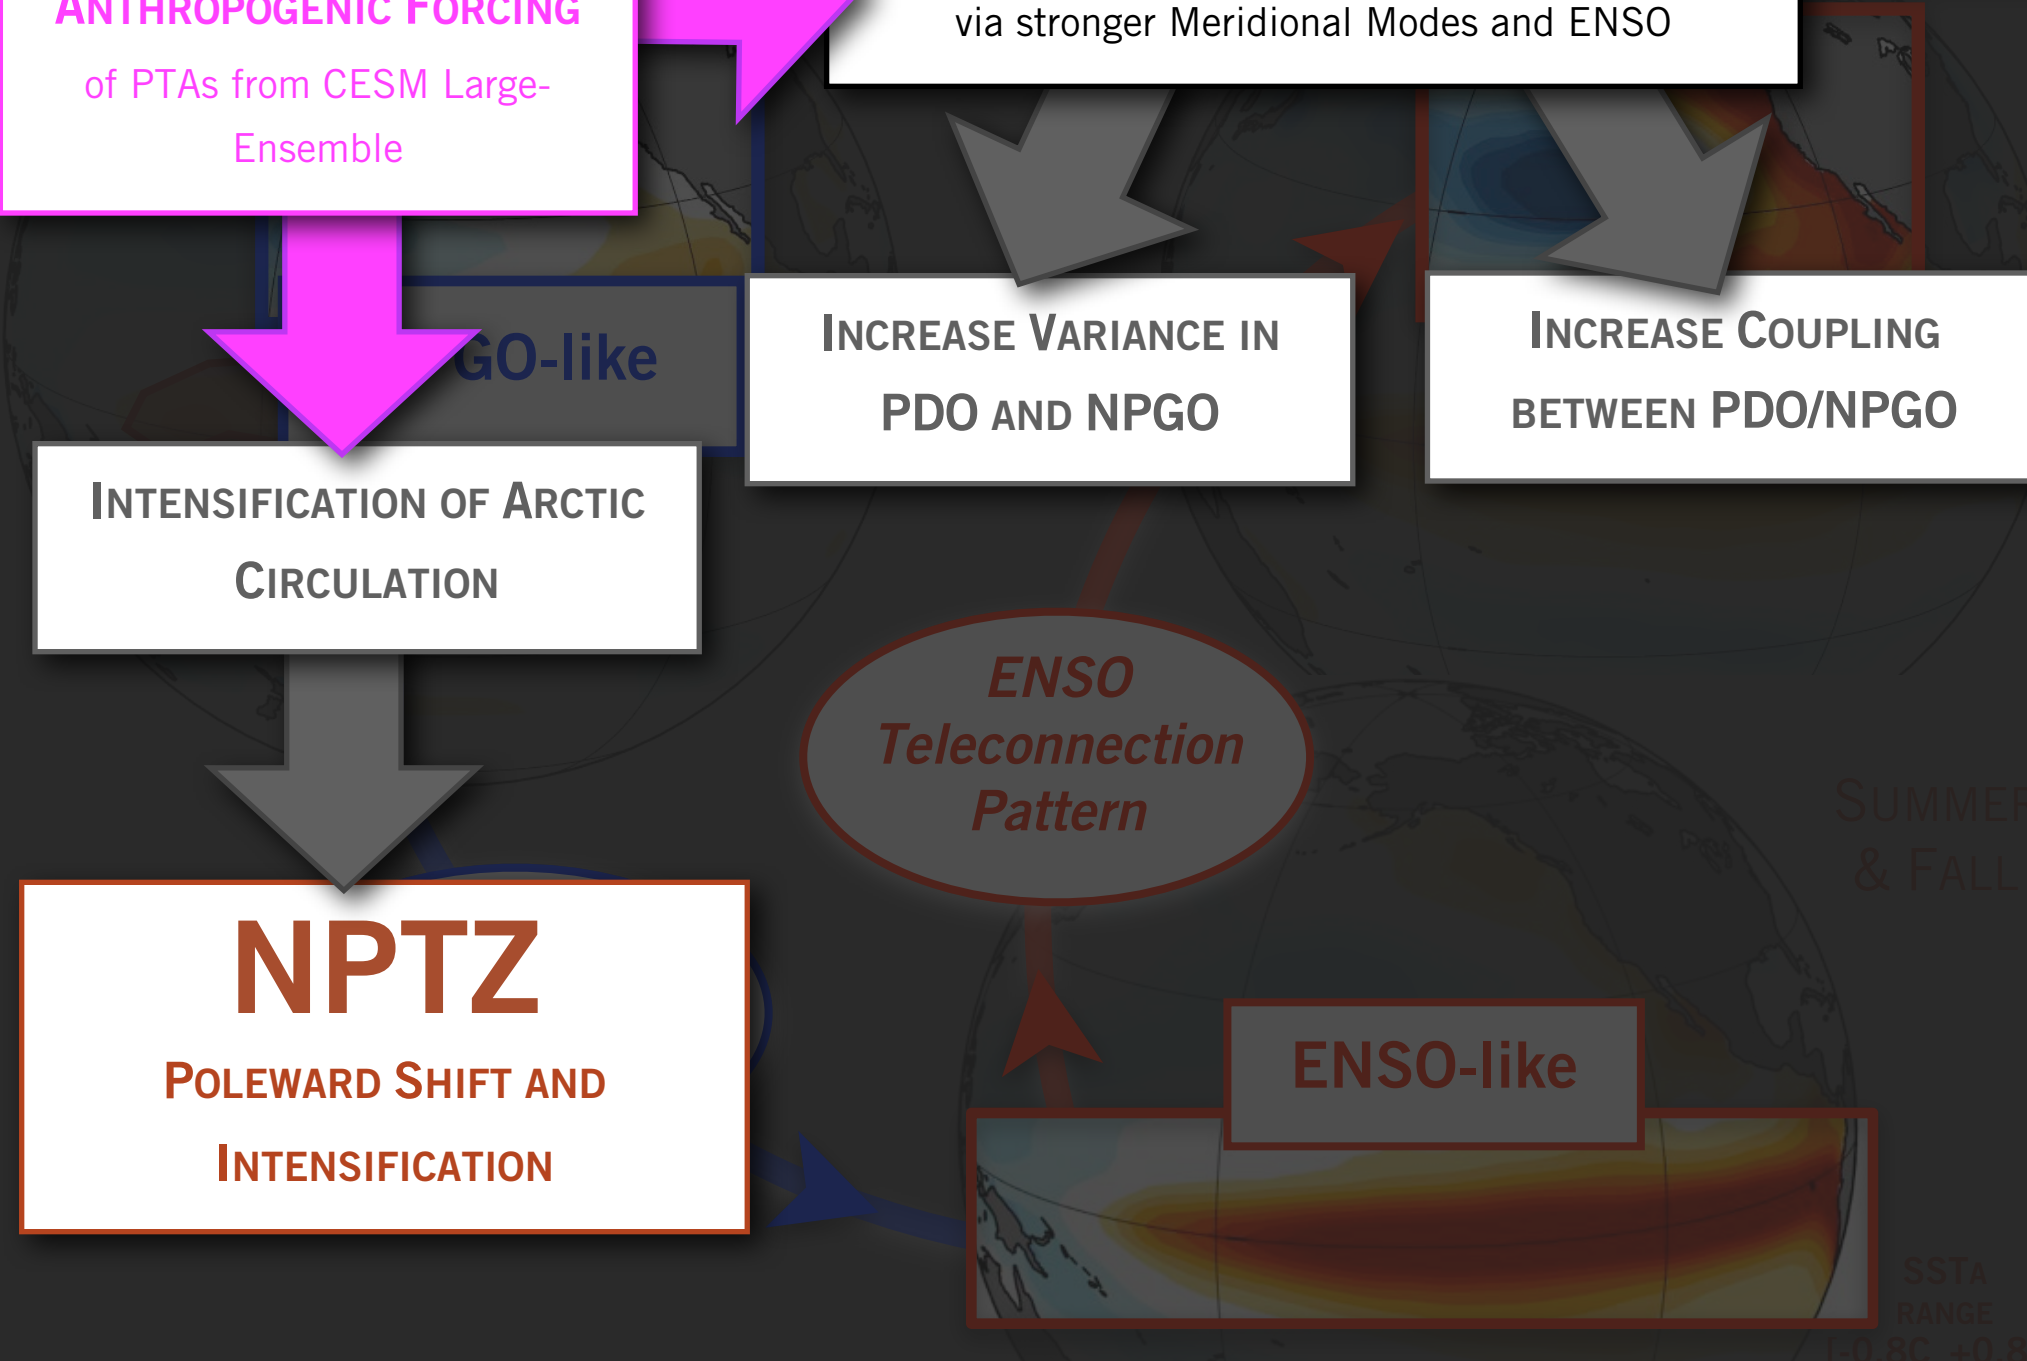 ANTHROPOGENIC FORCING
of PTAs from CESM Large-
Ensemble
via stronger Meridional Modes and ENSO
GO-like
INCREASE VARIANCE IN
PDO AND NPGO
INCREASE COUPLING
BETWEEN PDO/NPGO
INTENSIFICATION OF ARCTIC
CIRCULATION
ENSO
Teleconnection
Pattern
SUMMER
& FALL
NPTZ
POLEWARD SHIFT AND
INTENSIFICATION
ENSO-like
SSTA
RANGE